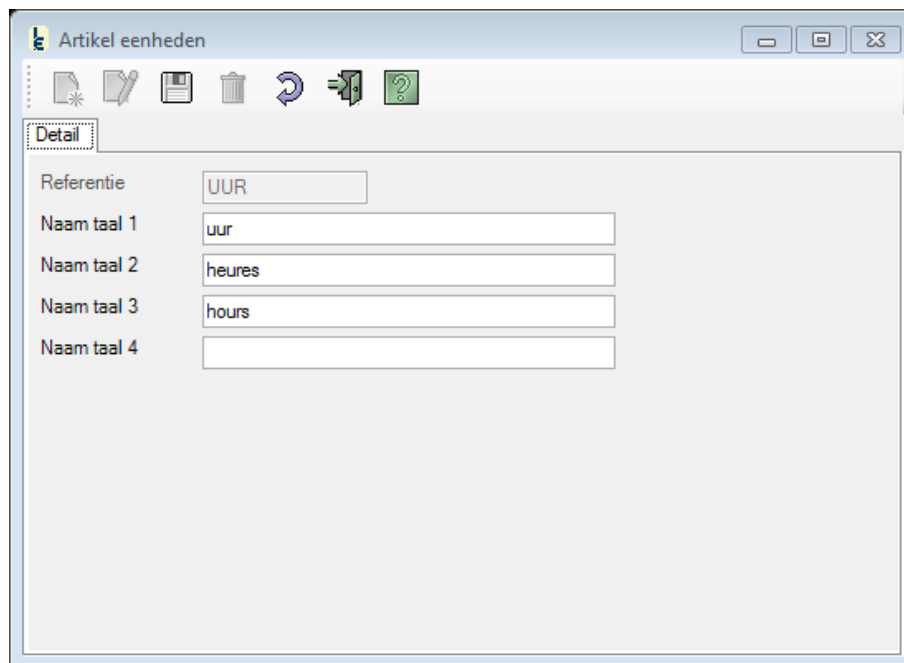 Artikel eenheden
Detail
Referentie UUR
Naam taal 1 uur
Naam taal 2 heures
Naam taal 3 hours
Naam taal 4